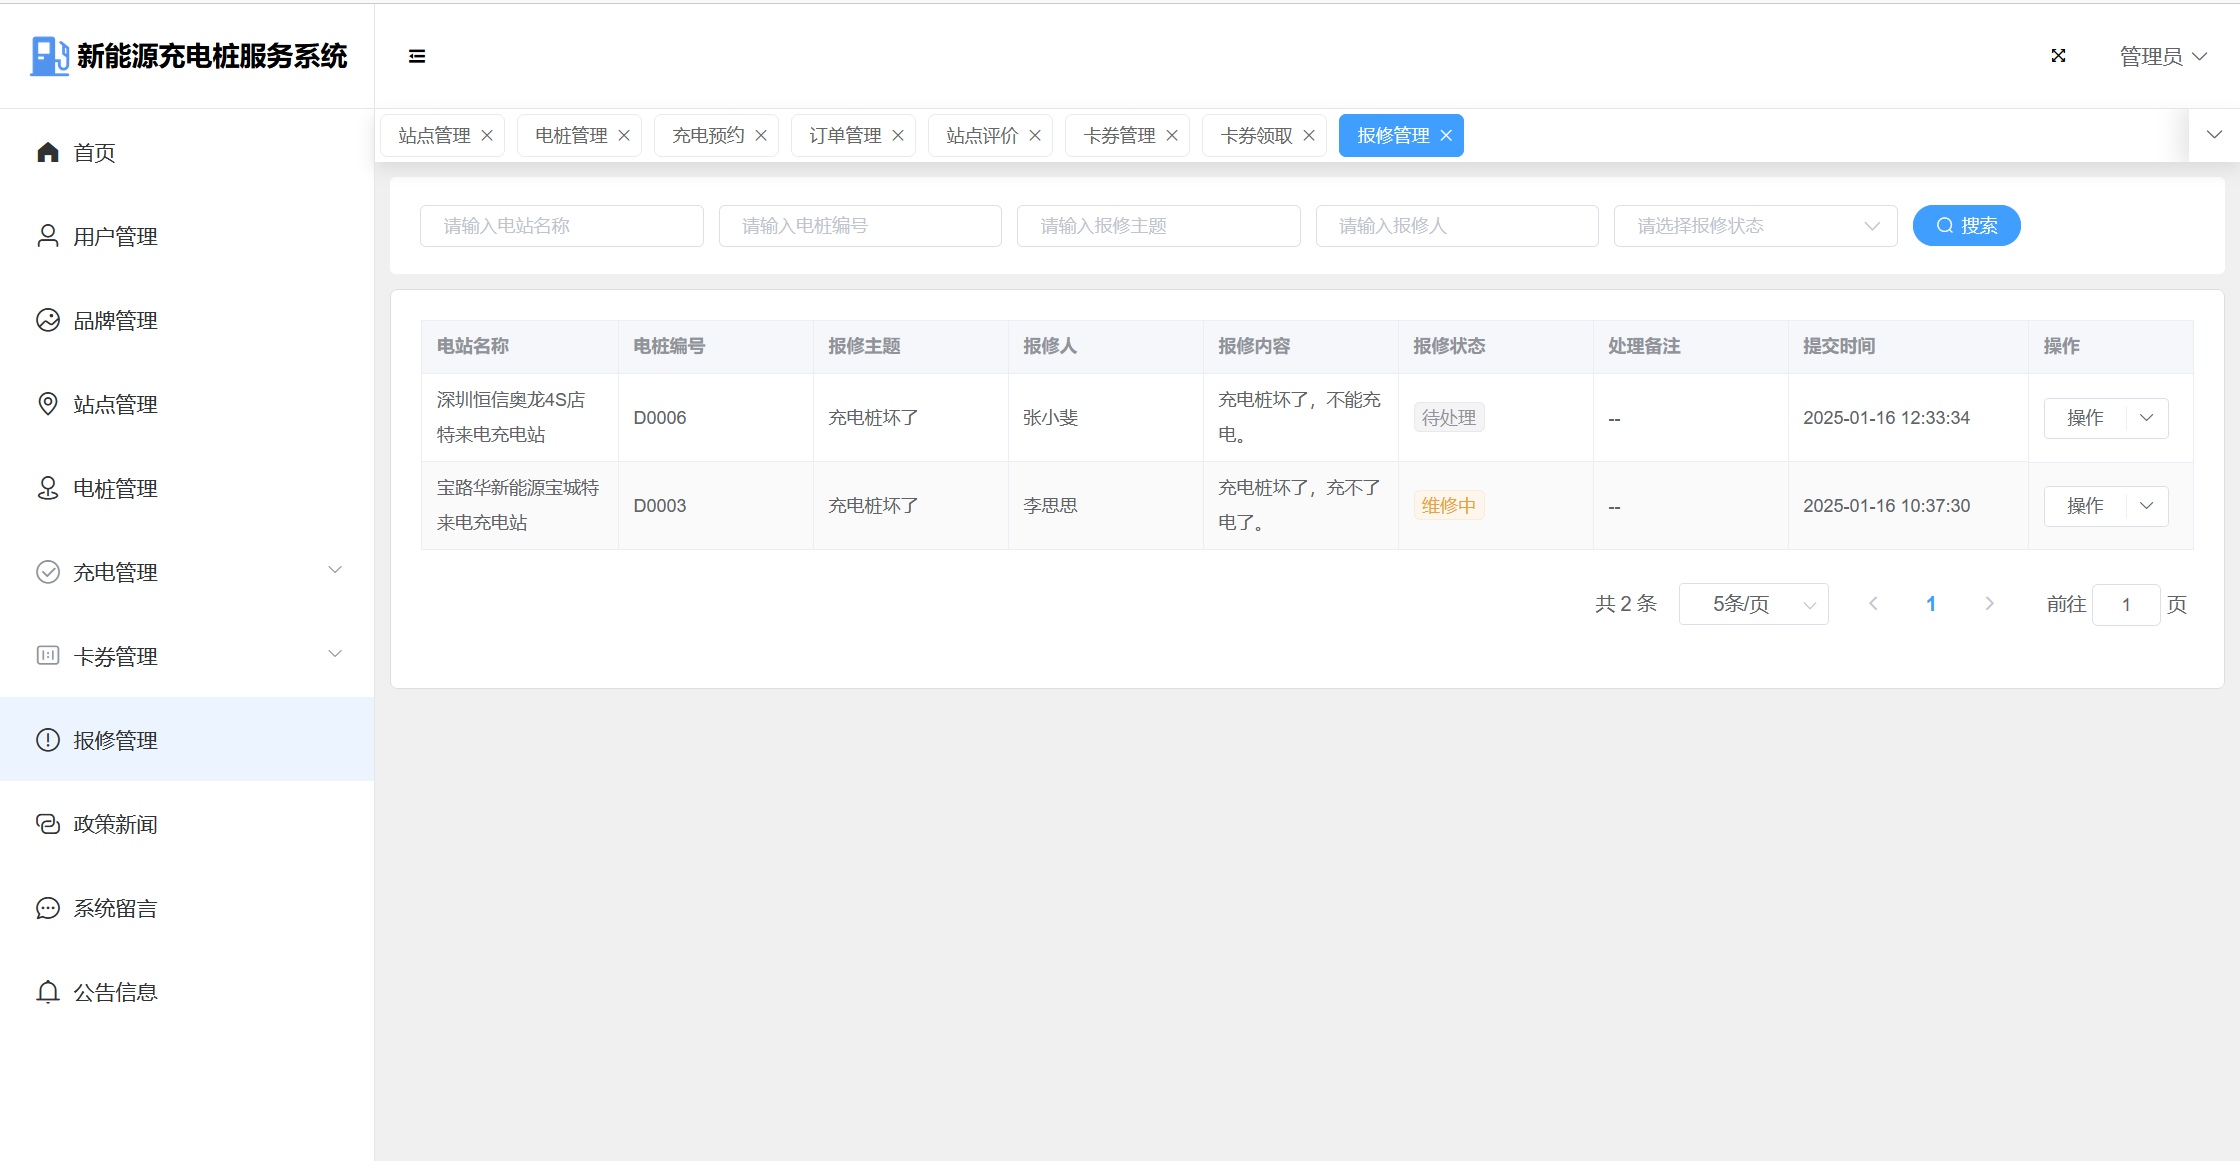 新能源充电桩服务系统
管理员
首页
用户管理
品牌管理
站点管理
电桩管理
充电管理
卡券管理
报修管理
政策新闻
系统留言
公告信息
站点管理 电桩管理 充电预约 订单管理 站点评价 卡券管理 卡券领取 报修管理
请输入电站名称 请输入电桩编号 请输入报修主题 请输入报修人 请选择报修状态 搜索
电站名称 电桩编号 报修主题 报修人 报修内容 报修状态 处理备注 提交时间 操作
深圳恒信奥龙4S店
特来电充电站
D0006 充电桩坏了 张小斐
充电桩坏了，不能充
电。
待处理 -- 2025-01-16 12:33:34 操作
宝路华新能源宝城特
来电充电站
D0003 充电桩坏了 李思思
充电桩坏了，充不了
电了。
维修中 -- 2025-01-16 10:37:30 操作
共 2 条 5条/页 1 前往 1 页